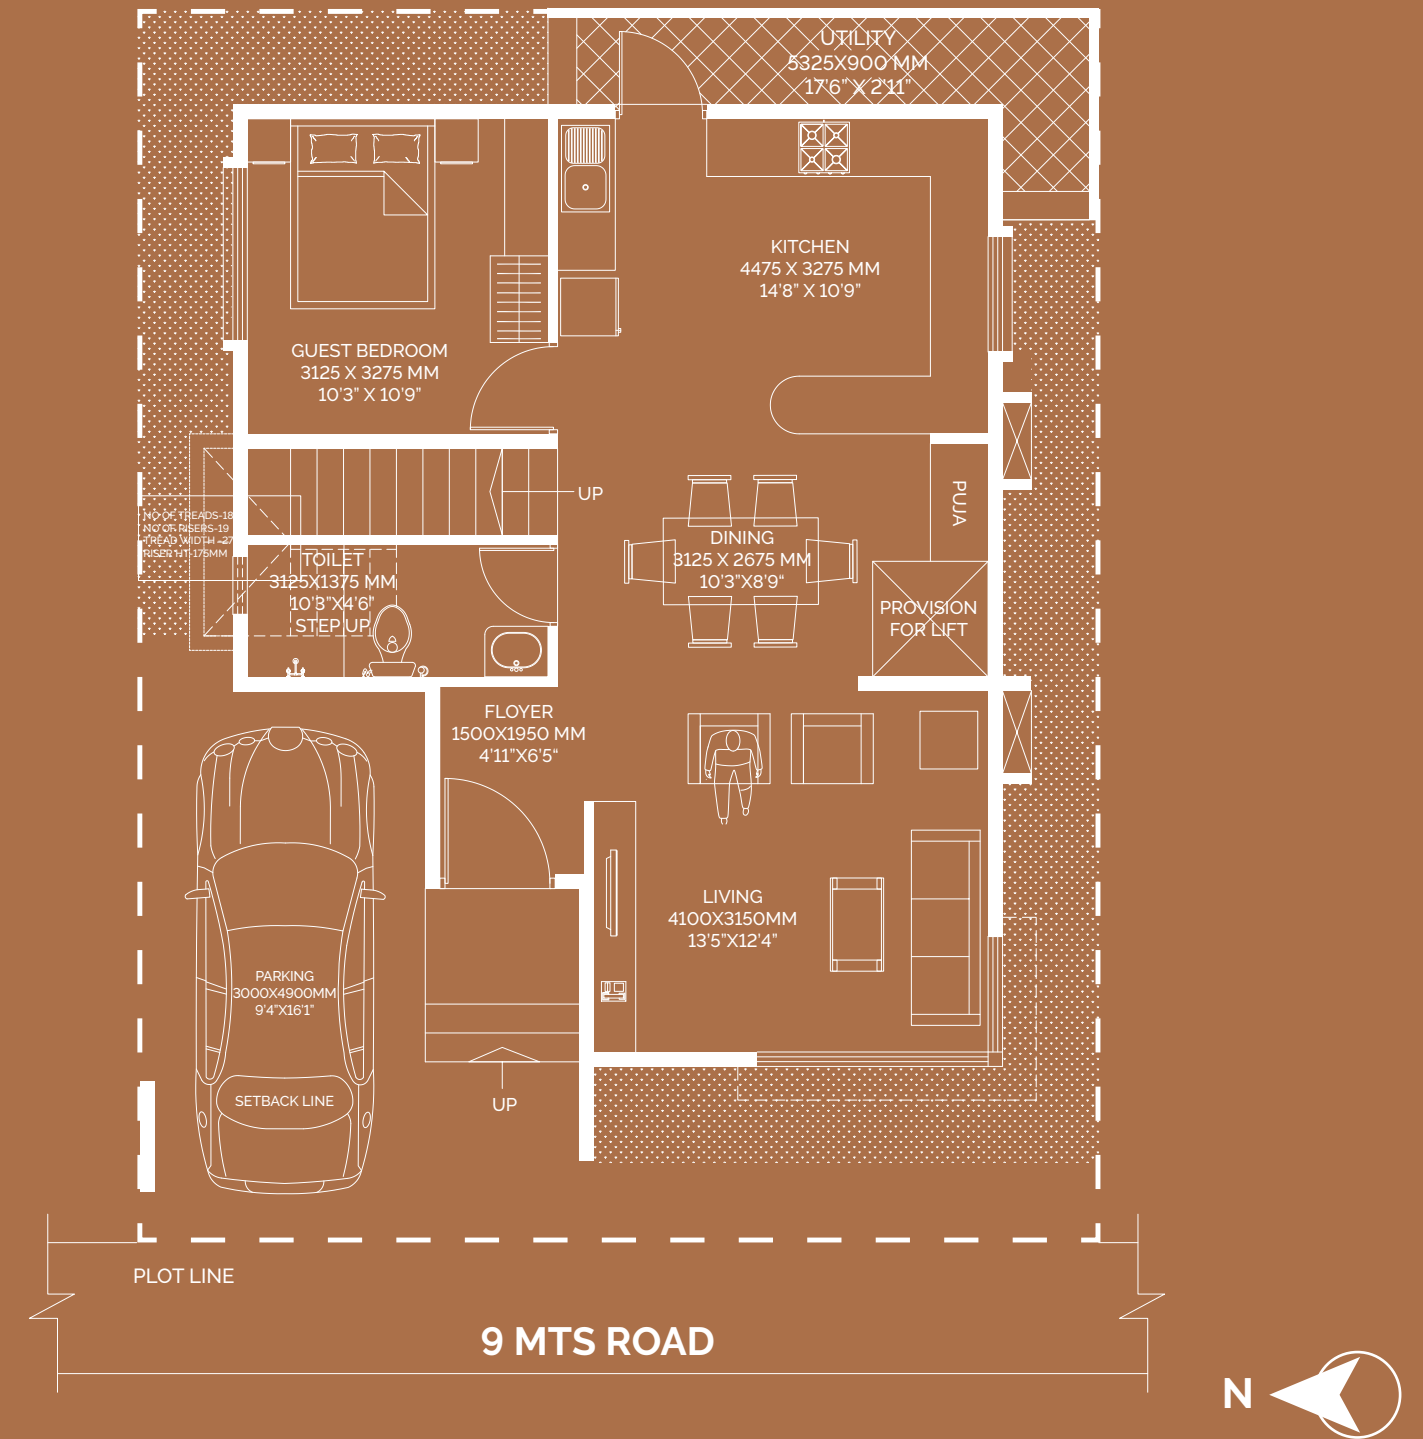 UTILITY
5325X900 MM
17'6" X 2'11"
KITCHEN
4475 X 3275 MM
14'8" X 10'9"
GUEST BEDROOM
3125 X 3275 MM
10'3" X 10'9"
UP
PUJA
NO OF TREADS-18
NO OF RISERS-19
TREAD WIDTH -27
RISER HT-175MM
TOILET
3125X1375 MM
10'3"X4'6"
STEP UP
DINING
3125 X 2675 MM
10'3"X8'9"
PROVISION
FOR LIFT
FLOYER
1500X1950 MM
4'11"X6'5"
LIVING
4100X3150MM
13'5"X12'4"
PARKING
3000X4900MM
9'4"X16'1"
SETBACK LINE
UP
PLOT LINE
9 MTS ROAD
N